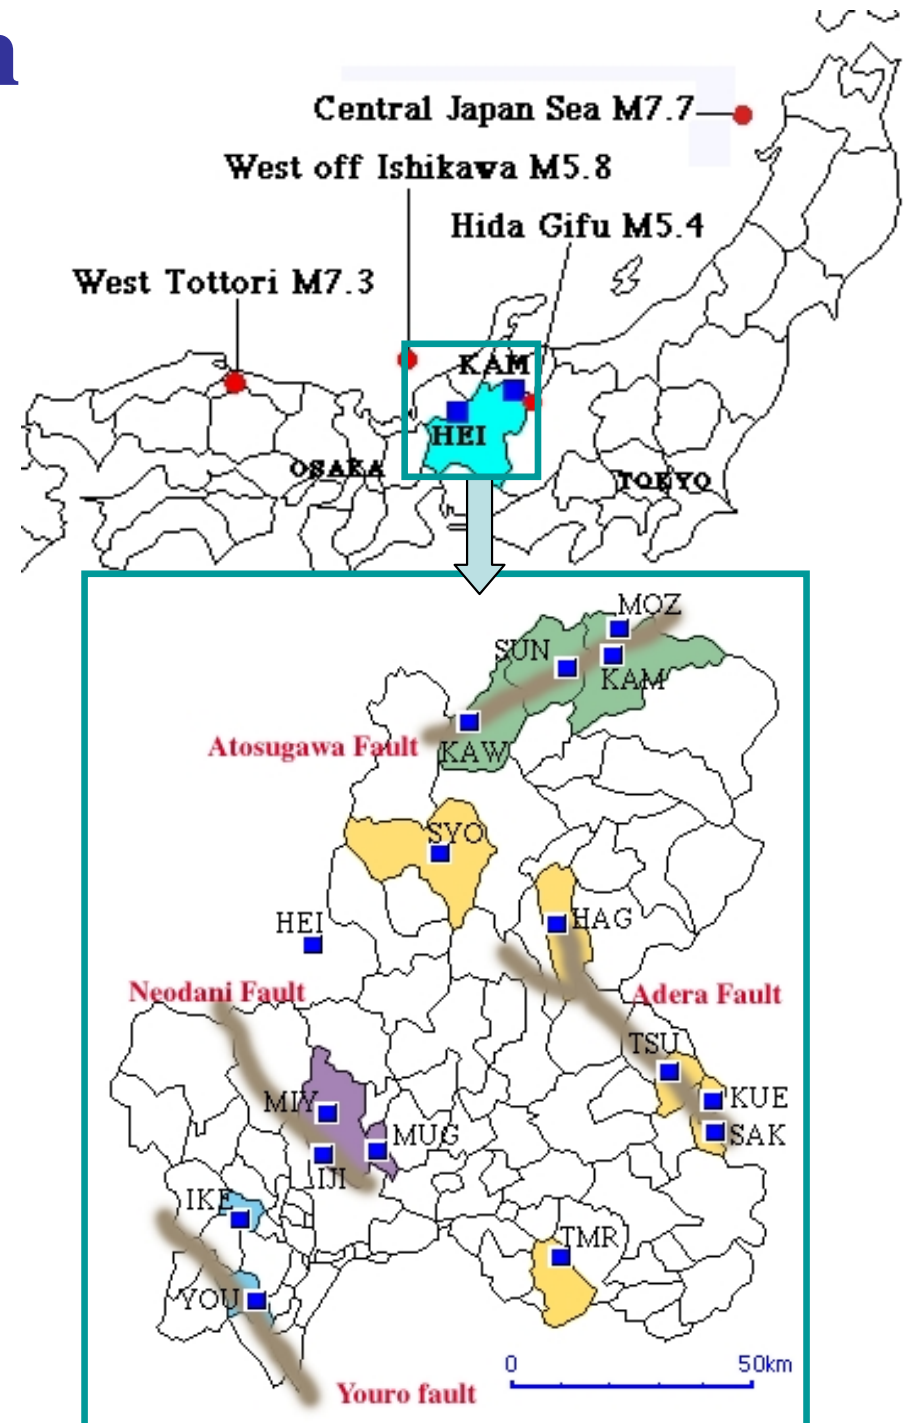 n
Central Japan Sea M7.7
West off Ishikawa M5.8
Hida Gifu M5.4
West Tottori M7.3
KAM
HEI
OSAKA
TOKYO
MOZ
SUN
KAM
Atosugawa Fault
KAW
SYO
HAG
HEI
Neodani Fault
Adera Fault
TSU
MIY
KUE
MUG
SAK
IJI
IKE
TMR
YOU
0
50km
Youro fault